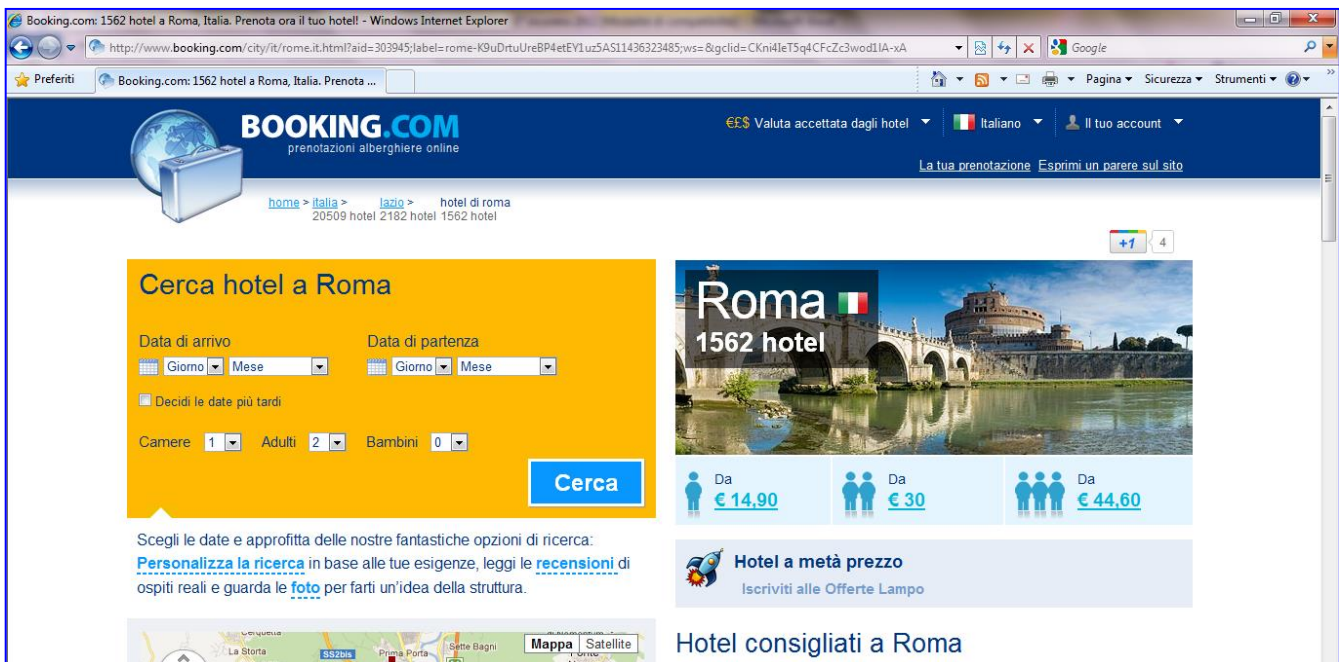 Booking.com: 1562 hotel a Roma, Italia. Prenota ora il tuo hotel! - Windows Internet Explorer
http://www.booking.com/city/it/rome.it.html?aid=303945;label=rome-K9uDrtuUreBP4etEY1uz5AS11436323485;ws=&gclid=CKni4IeT5q4CFcZc3wod1lA-xA
Google
Preferiti
Booking.com: 1562 hotel a Roma, Italia. Prenota ...
Pagina Sicurezza Strumenti
BOOKING.COM
prenotazioni alberghiere online
€£$ Valuta accettata dagli hotel Italiano Il tuo account
La tua prenotazione Esprimi un parere sul sito
home > italia > lazio > hotel di roma
20509 hotel 2182 hotel 1562 hotel
+1 4
Cerca hotel a Roma
Data di arrivo Data di partenza
Giorno Mese Giorno Mese
Decidi le date più tardi
Camere 1 Adulti 2 Bambini 0
Cerca
Scegli le date e approfitta delle nostre fantastiche opzioni di ricerca:
Personalizza la ricerca in base alle tue esigenze, leggi le recensioni di
ospiti reali e guarda le foto per farti un'idea della struttura.
La Storta
SS2bis
Prima Porta
Sette Bagni
Mappa Satellite
Roma
1562 hotel
Da Da Da
€ 14,90 € 30 € 44,60
Hotel a metà prezzo
Iscriviti alle Offerte Lampo
Hotel consigliati a Roma